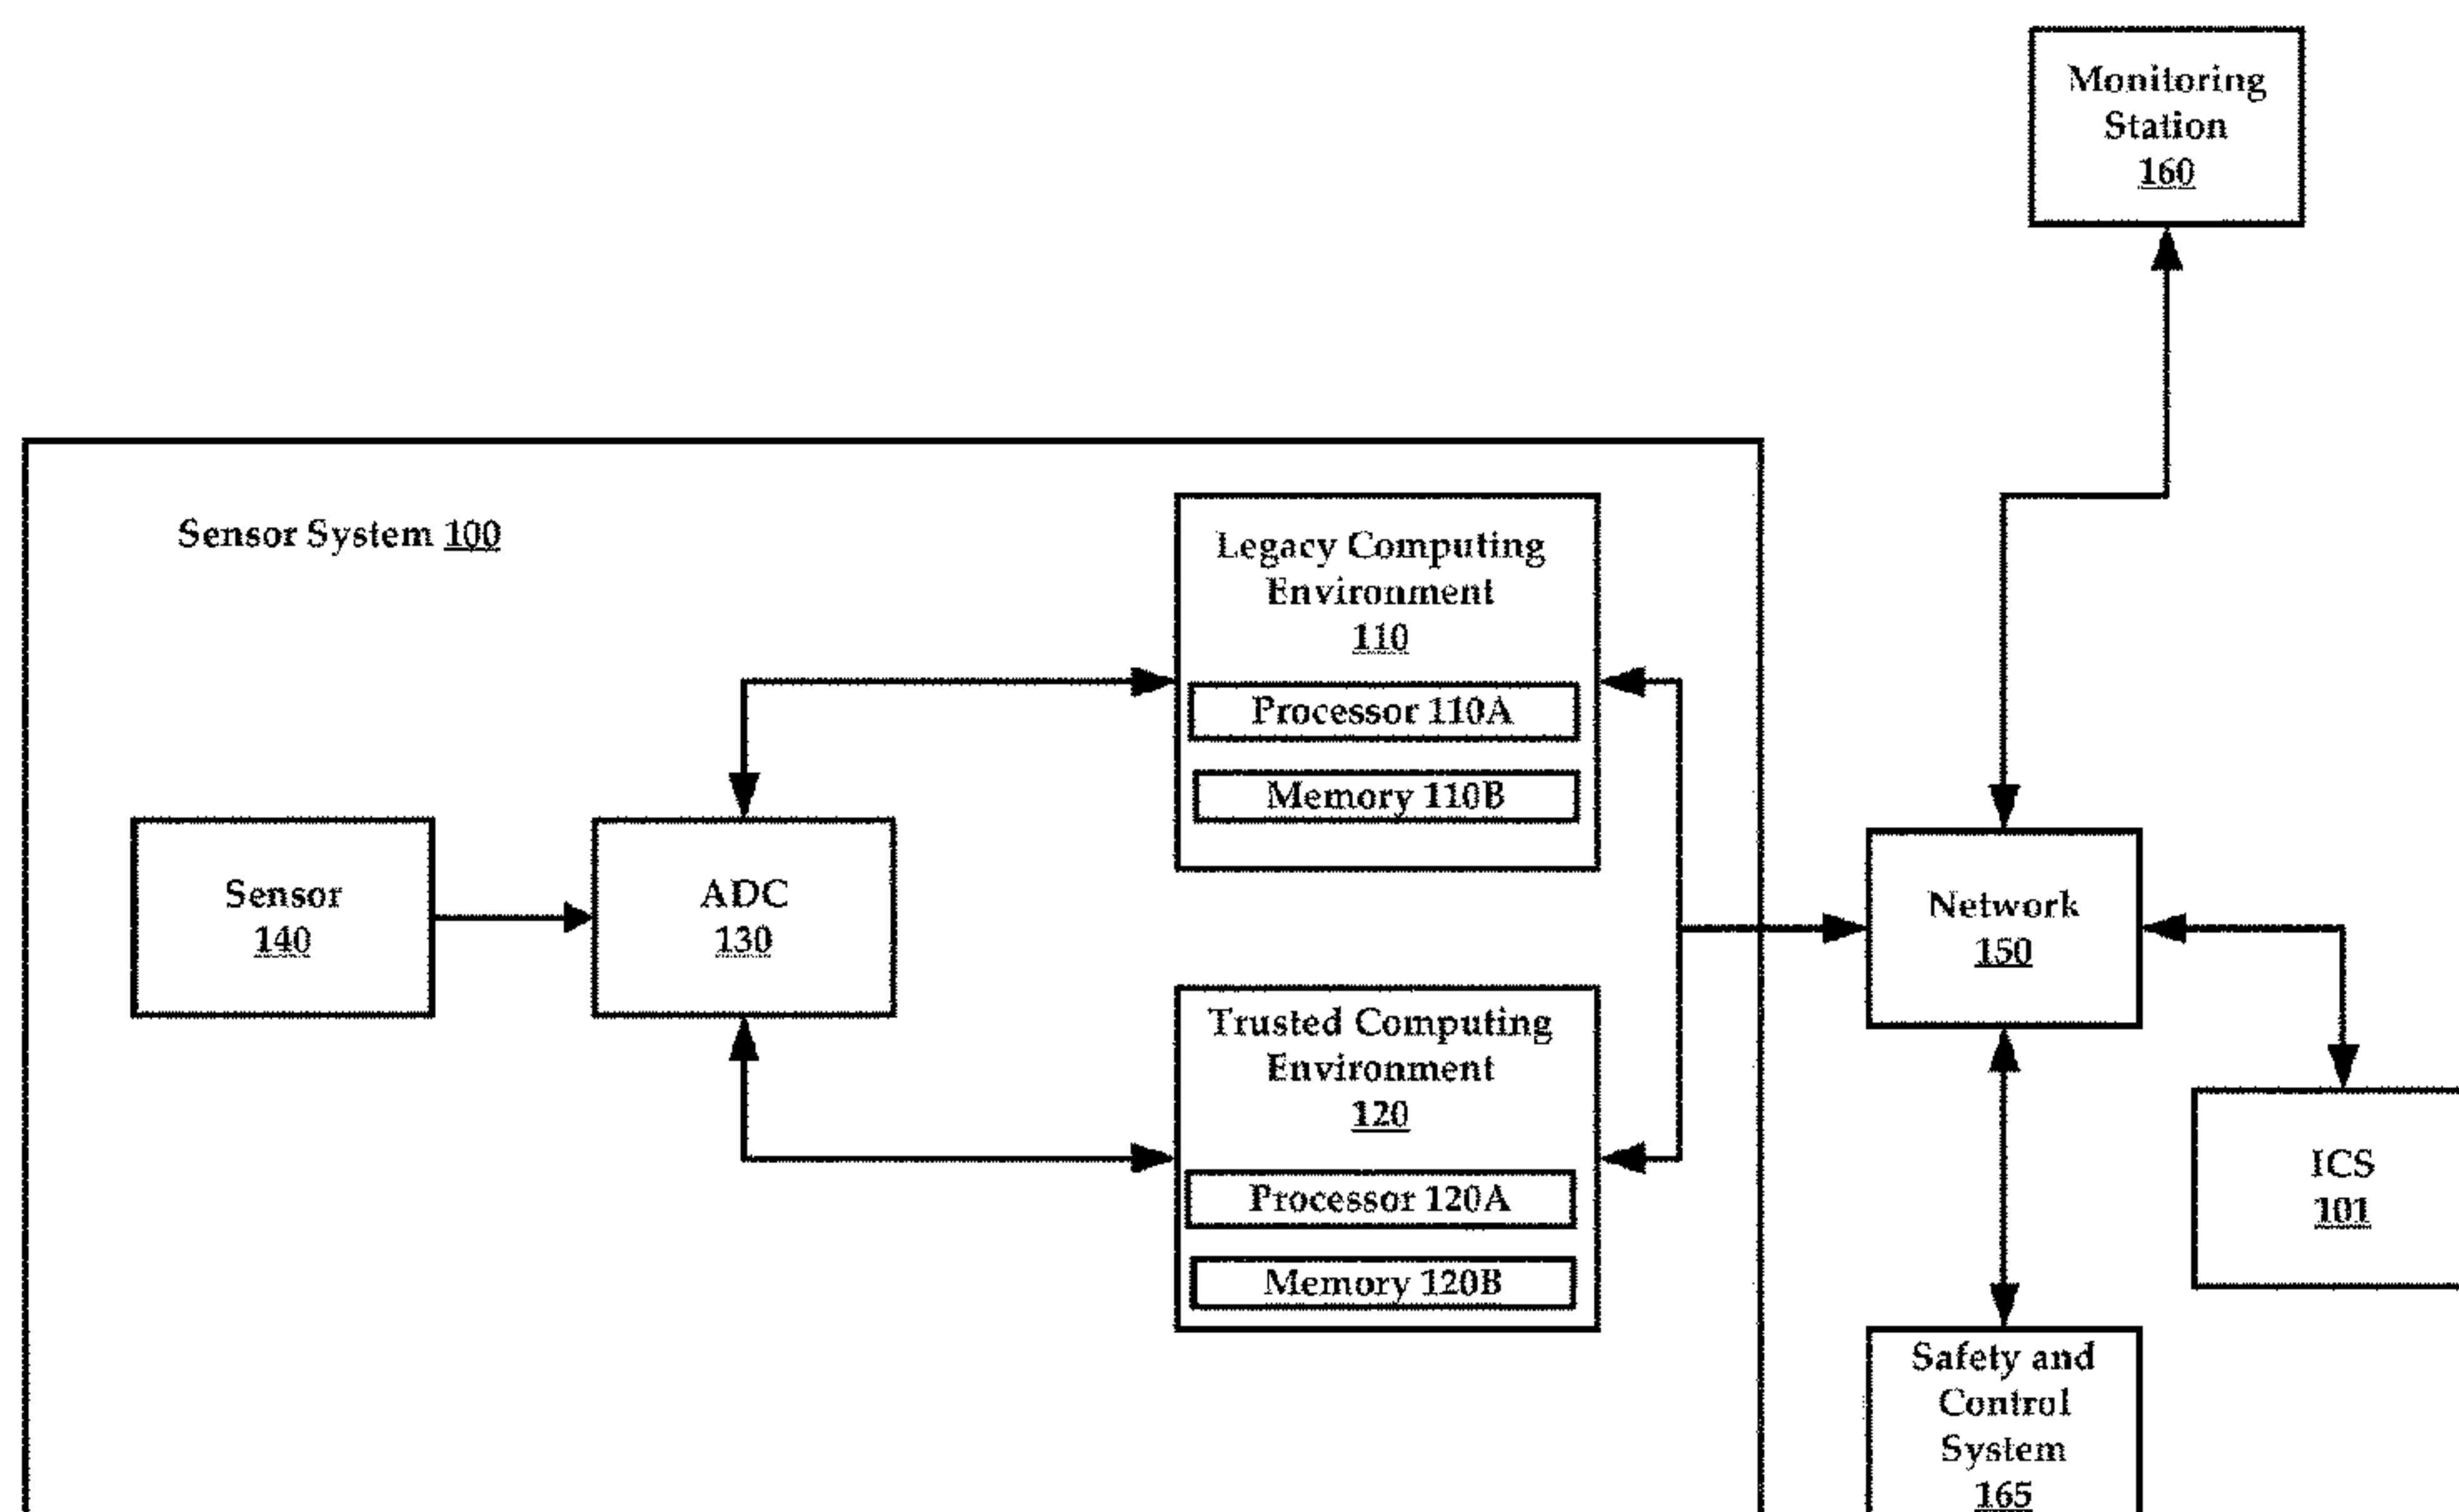 Monitoring
Station
160
Sensor System 100
Legacy Computing
Environment
110
Processor 110A
Memory 110B
Sensor
140
ADC
130
Network
150
Trusted Computing
Environment
120
Processor 120A
Memory 120B
ICS
101
Safety and
Control
System
165